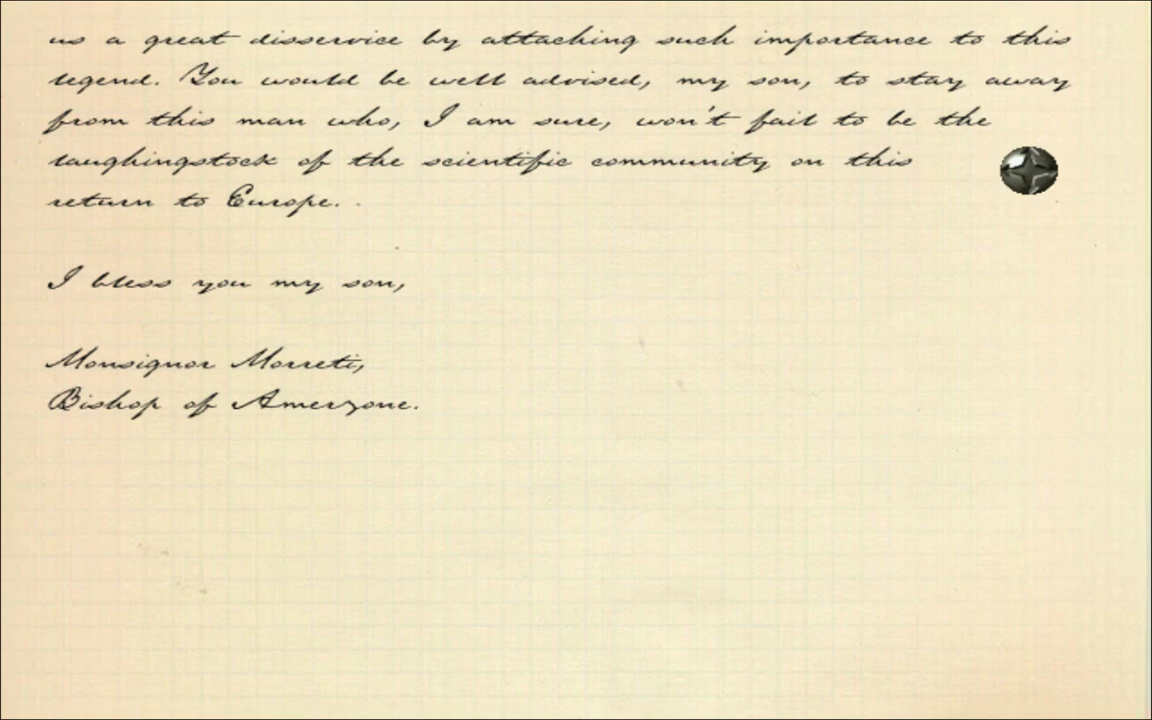 us a great disservice by attaching such importance to this
legend. You would be well advised, my son, to stay away
from this man who, I am sure, won't fail to be the
laughingstock of the scientific community on this
return to Europe.
I bless you my son,
Monsignor Morreti,
Bishop of Amerzone.